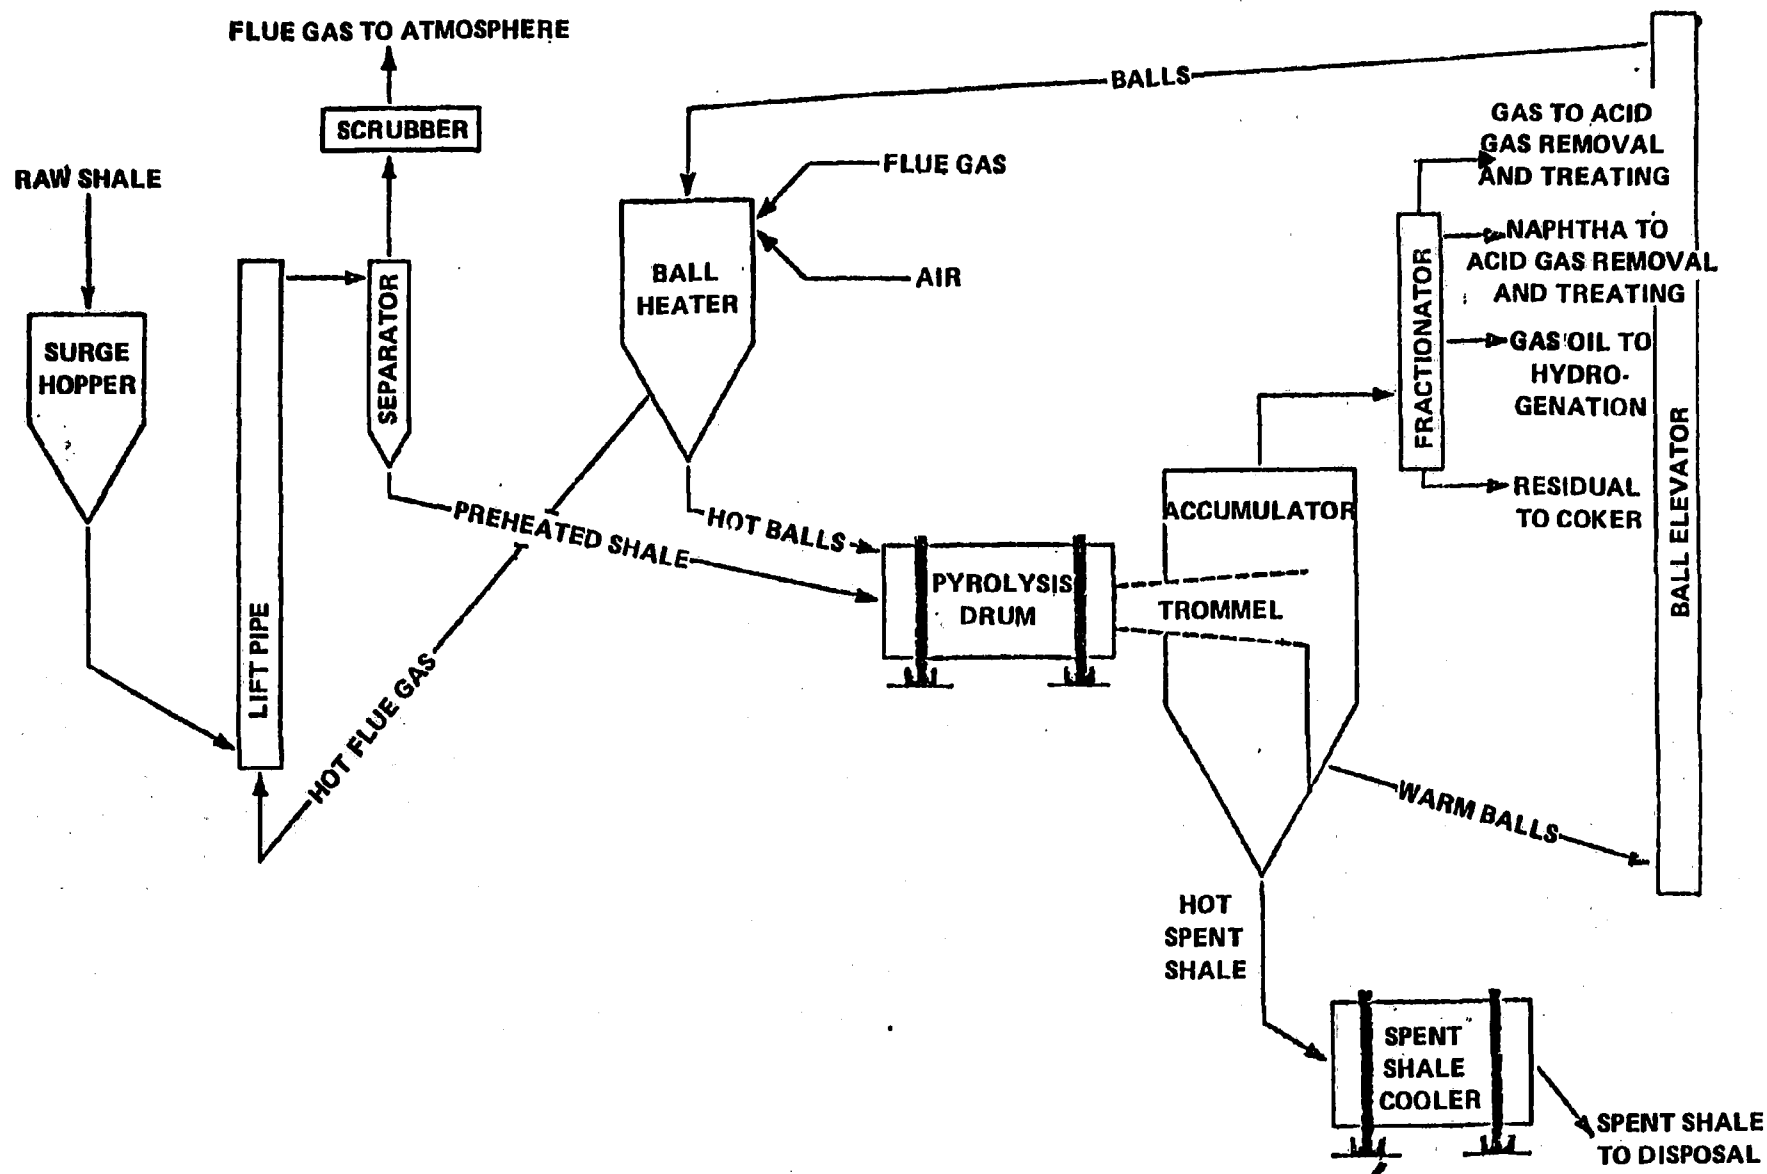 FLUE GAS TO ATMOSPHERE
SCRUBBER
RAW SHALE
SURGE
HOPPER
LIFT PIPE
SEPARATOR
BALLS
FLUE GAS
AIR
BALL
HEATER
HOT FLUE GAS
PREHEATED SHALE
HOT BALLS
PYROLYSIS
DRUM
TROMMEL
ACCUMULATOR
FRACTIONATOR
GAS TO ACID
GAS REMOVAL
AND TREATING
NAPHTHA TO
ACID GAS REMOVAL
AND TREATING
GAS OIL TO
HYDRO-
GENATION
RESIDUAL
TO COKER
BALL ELEVATOR
WARM BALLS
HOT
SPENT
SHALE
SPENT
SHALE
COOLER
SPENT SHALE
TO DISPOSAL